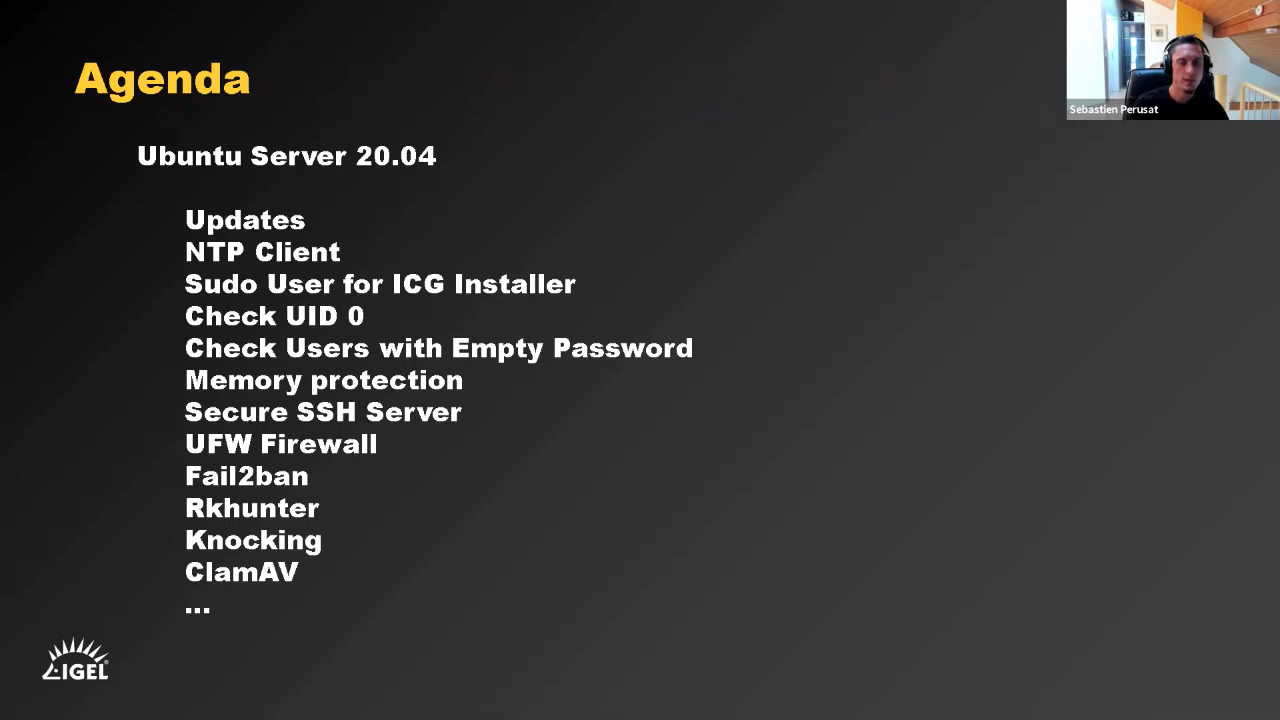 Agenda
Sebastien Perusat
Ubuntu Server 20.04
Updates
NTP Client
Sudo User for ICG Installer
Check UID 0
Check Users with Empty Password
Memory protection
Secure SSH Server
UFW Firewall
Fail2ban
Rkhunter
Knocking
ClamAV
...
IGEL